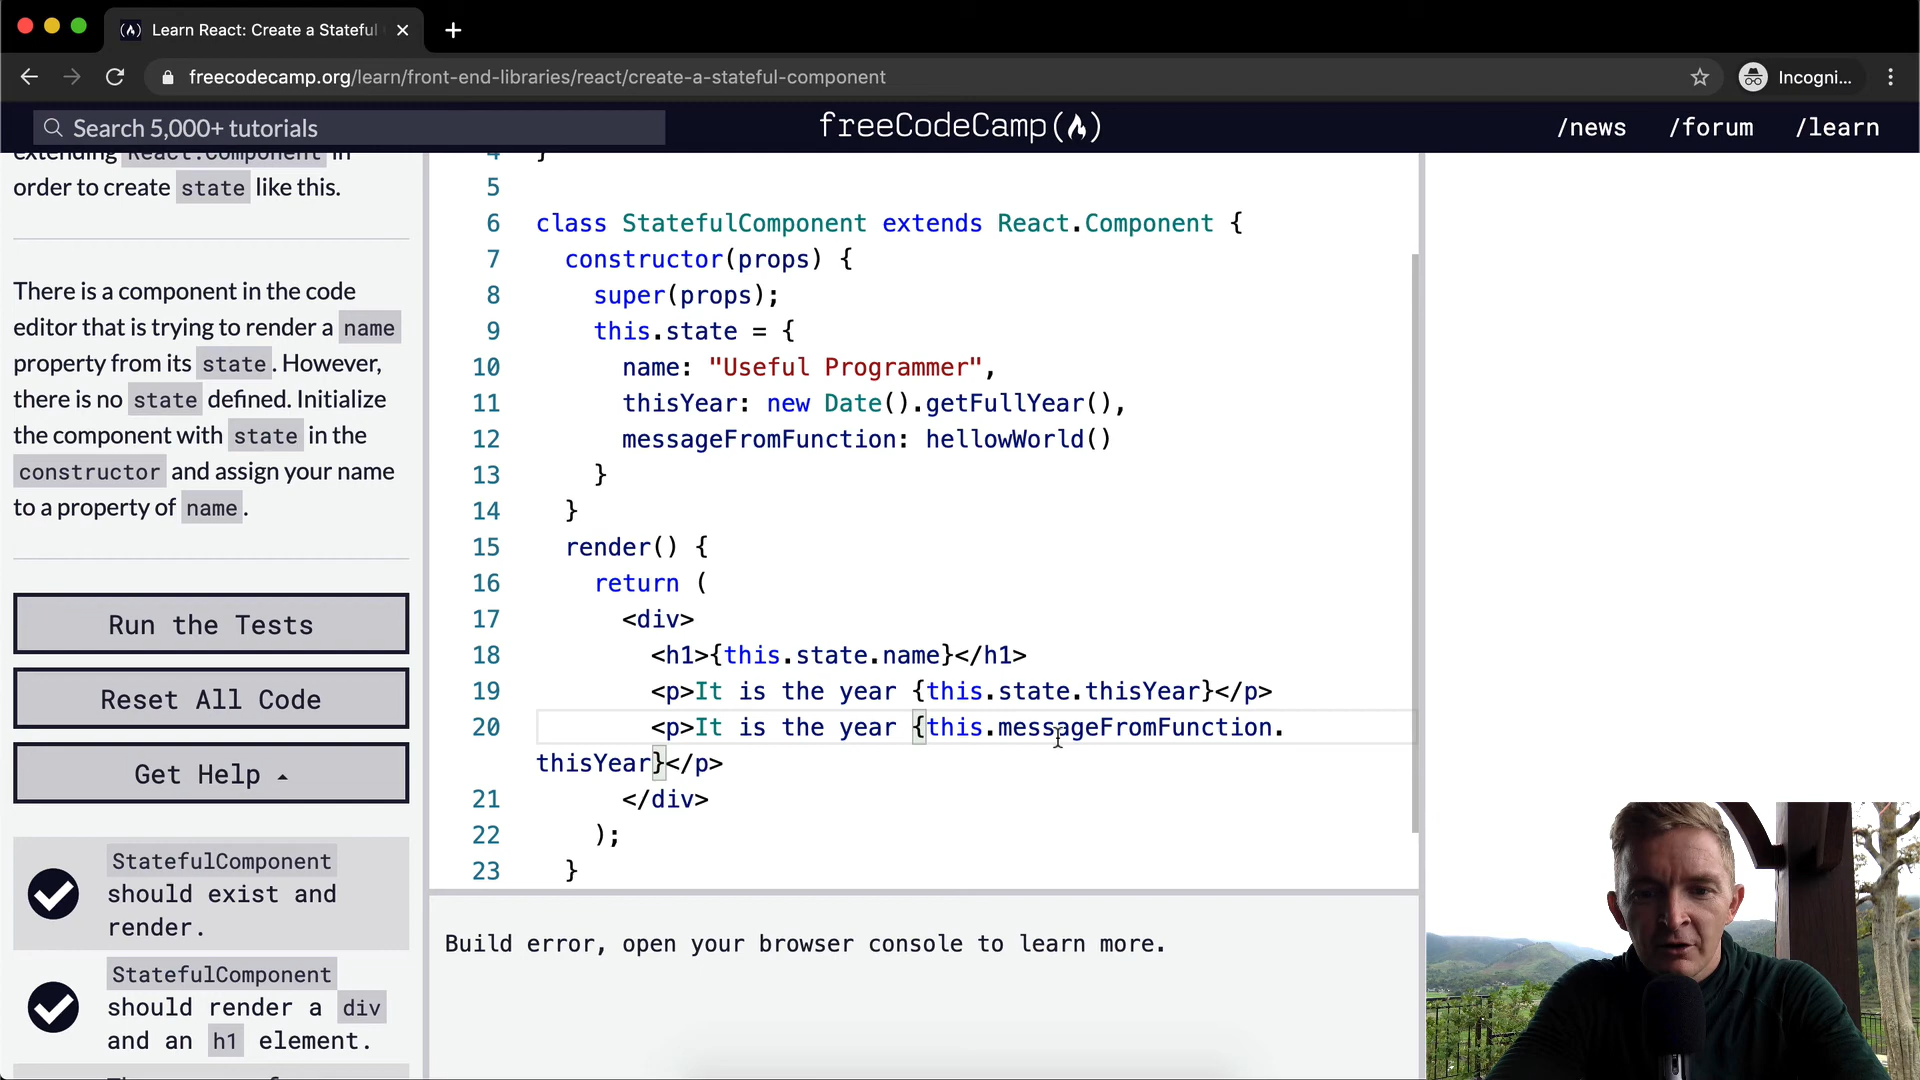 Learn React: Create a Stateful
freecodecamp.org/learn/front-end-libraries/react/create-a-stateful-component
Incogni...
Search 5,000+ tutorials
freeCodeCamp(🔥)
/news /forum /learn
extending React.Component in
order to create state like this.
There is a component in the code
editor that is trying to render a name
property from its state. However,
there is no state defined. Initialize
the component with state in the
constructor and assign your name
to a property of name.
Run the Tests
Reset All Code
Get Help
StatefulComponent
should exist and
render.
StatefulComponent
should render a div
and an h1 element.
4 }
5
6 class StatefulComponent extends React.Component {
7 constructor(props) {
8 super(props);
9 this.state = {
10 name: "Useful Programmer",
11 thisYear: new Date().getFullYear(),
12 messageFromFunction: hellowWorld()
13 }
14 }
15 render() {
16 return (
17 <div>
18 <h1>{this.state.name}</h1>
19 <p>It is the year {this.state.thisYear}</p>
20 <p>It is the year {this.messageFromFunction.
thisYear}</p>
21 </div>
22 );
23 }
Build error, open your browser console to learn more.